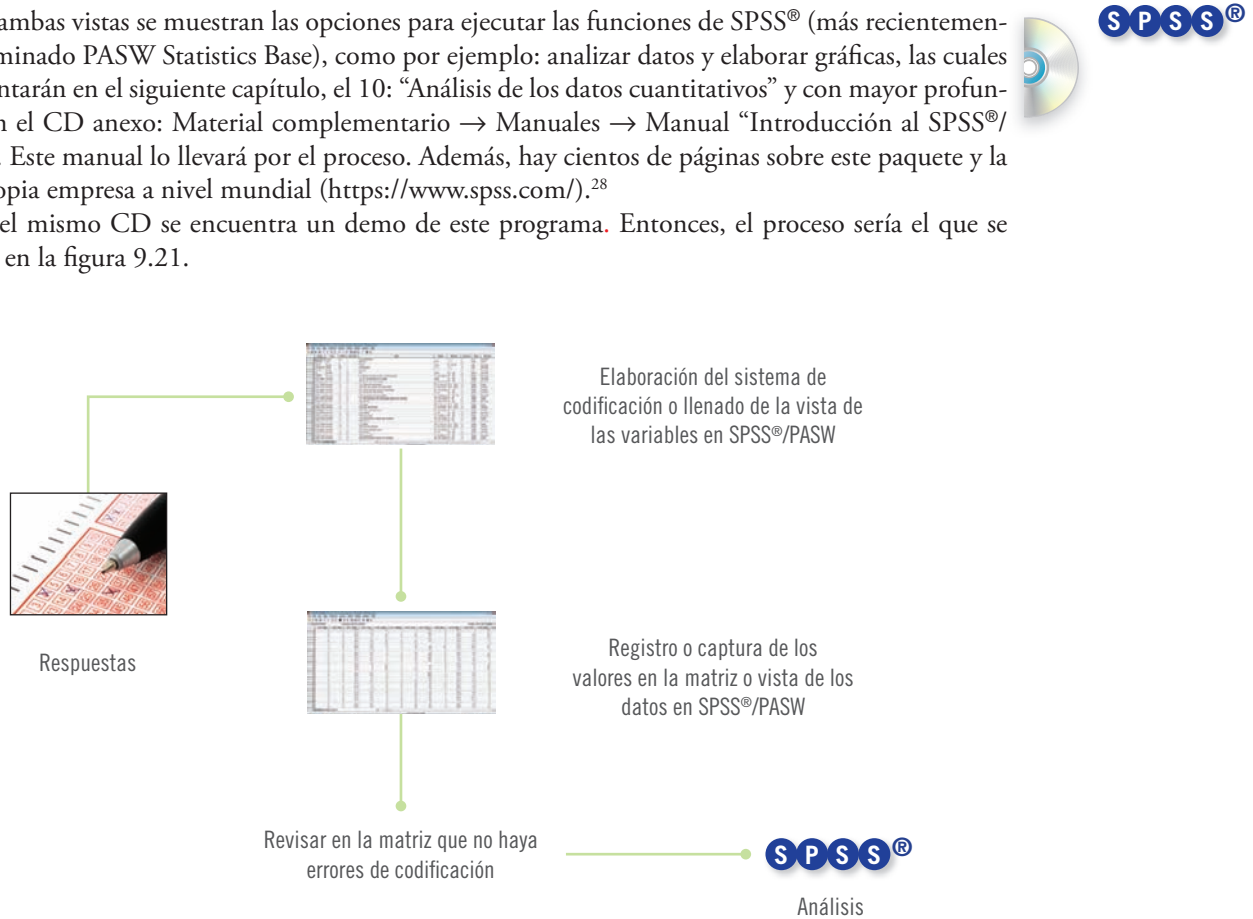 ambas vistas se muestran las opciones para ejecutar las funciones de SPSS® (más recientemen-
minado PASW Statistics Base), como por ejemplo: analizar datos y elaborar gráficas, las cuales
ntarán en el siguiente capítulo, el 10: “Análisis de los datos cuantitativos” y con mayor profun-
n el CD anexo: Material complementario → Manuales → Manual “Introducción al SPSS®/
. Este manual lo llevará por el proceso. Además, hay cientos de páginas sobre este paquete y la
opia empresa a nivel mundial (https://www.spss.com/).28
el mismo CD se encuentra un demo de este programa. Entonces, el proceso sería el que se
en la figura 9.21.
SPSS®
Elaboración del sistema de
codificación o llenado de la vista de
las variables en SPSS®/PASW
Respuestas
Registro o captura de los
valores en la matriz o vista de los
datos en SPSS®/PASW
Revisar en la matriz que no haya
errores de codificación
SPSS®
Análisis